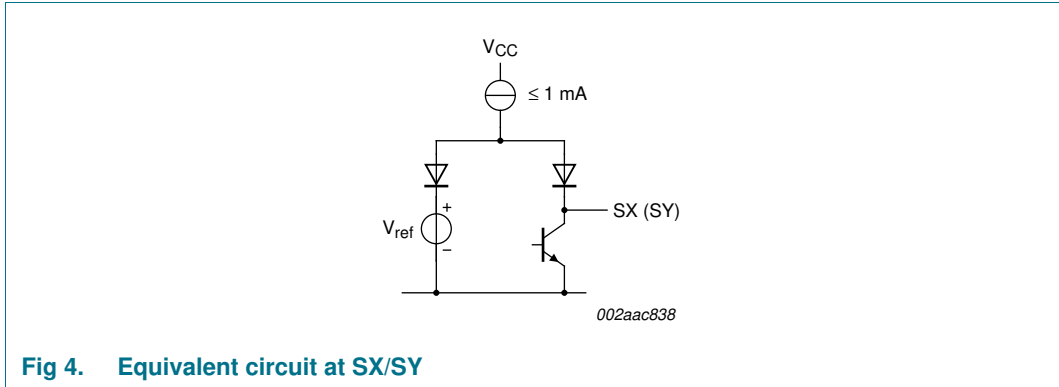 VCC
≤ 1 mA
+
SX (SY)
Vref
−
002aac838
Fig 4. Equivalent circuit at SX/SY